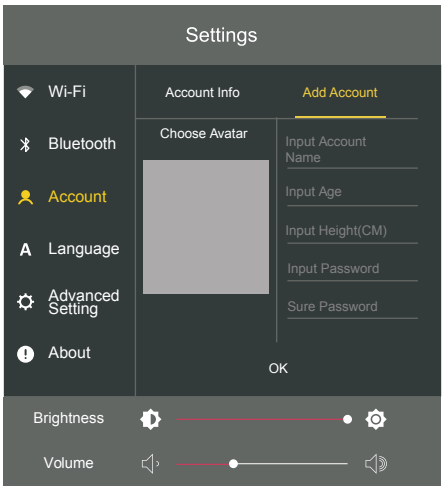 Settings
Wi-Fi
Bluetooth
Account
A Language
Advanced
Setting
About
Account Info
Add Account
Choose Avatar
Input Account
Name
Input Age
Input Height(CM)
Input Password
Sure Password
OK
Brightness
Volume